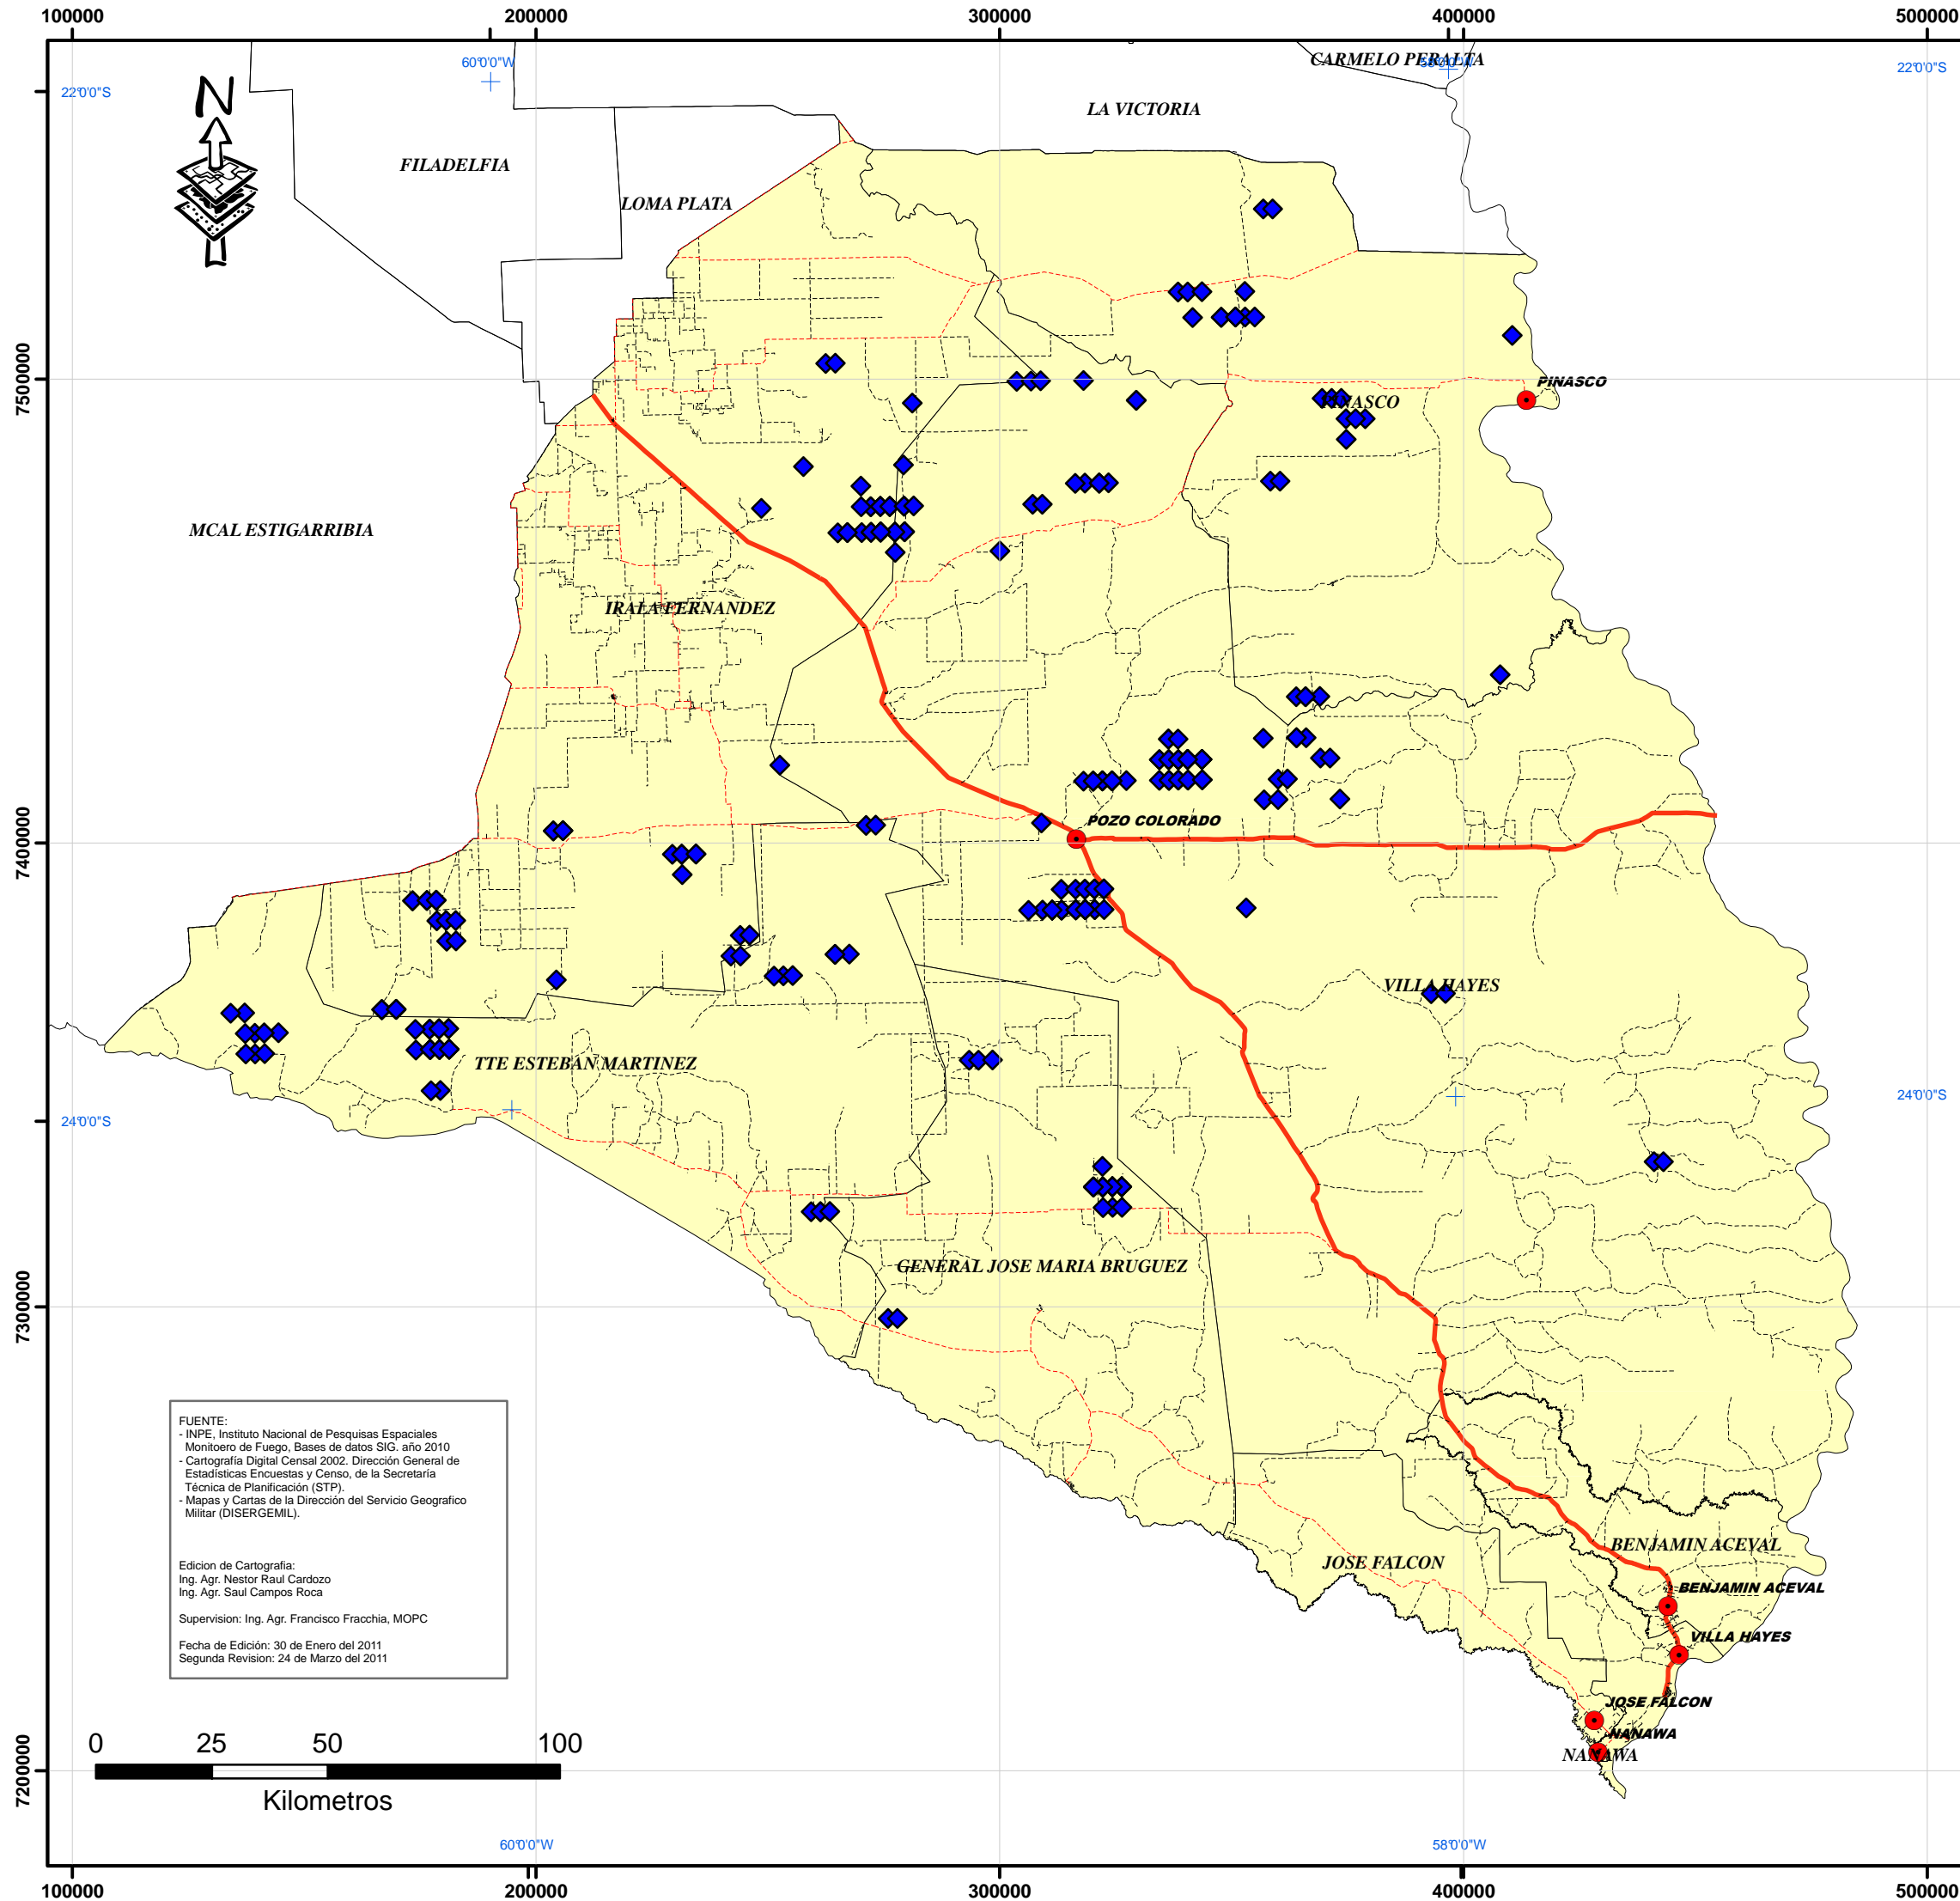 100000 200000 300000 400000 500000
60°0'0"W 58°0'0"W
22°0'0"S 22°0'0"S
CARMELO PERALTA
LA VICTORIA
N
FILADELFIA
LOMA PLATA
7500000
PINASCO
PINASCO
MCAL ESTIGARRIBIA
IRALA FERNANDEZ
POZO COLORADO
7400000
VILLA HAYES
TTE ESTEBAN MARTINEZ
24°0'0"S 24°0'0"S
GENERAL JOSE MARIA BRUGUEZ
7300000
FUENTE:
- INPE, Instituto Nacional de Pesquisas Espaciales
Monitoero de Fuego, Bases de datos SIG. año 2010
- Cartografía Digital Censal 2002. Dirección General de
Estadísticas Encuestas y Censo, de la Secretaría
Técnica de Planificación (STP).
- Mapas y Cartas de la Dirección del Servicio Geografico
Militar (DISERGEMIL).
Edicion de Cartografia:
Ing. Agr. Nestor Raul Cardozo
Ing. Agr. Saul Campos Roca
Supervision: Ing. Agr. Francisco Fracchia, MOPC
Fecha de Edición: 30 de Enero del 2011
Segunda Revision: 24 de Marzo del 2011
BENJAMIN ACEVAL
JOSE FALCON
BENJAMIN ACEVAL
VILLA HAYES
JOSE FALCON
NANAWA
NANAWA
7200000
0 25 50 100
Kilometros
60°0'0"W 58°0'0"W
100000 200000 300000 400000 500000